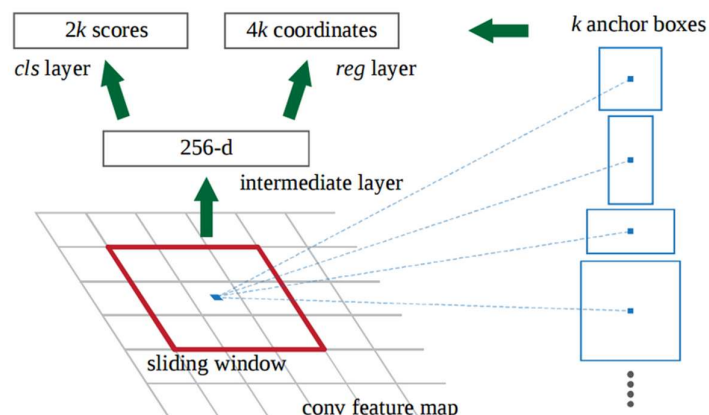 2k scores
4k coordinates
k anchor boxes
cls layer
reg layer
256-d
intermediate layer
sliding window
conv feature map